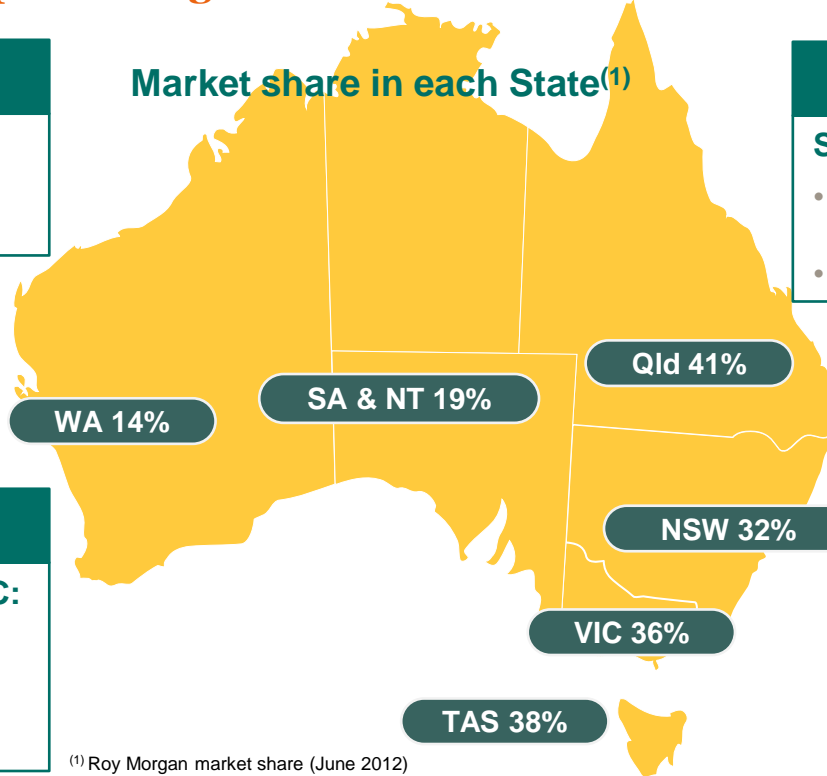 Market share in each State(1)
S
•
•
Qld 41%
SA & NT 19%
WA 14%
NSW 32%
C:
VIC 36%
TAS 38%
(1) Roy Morgan market share (June 2012)